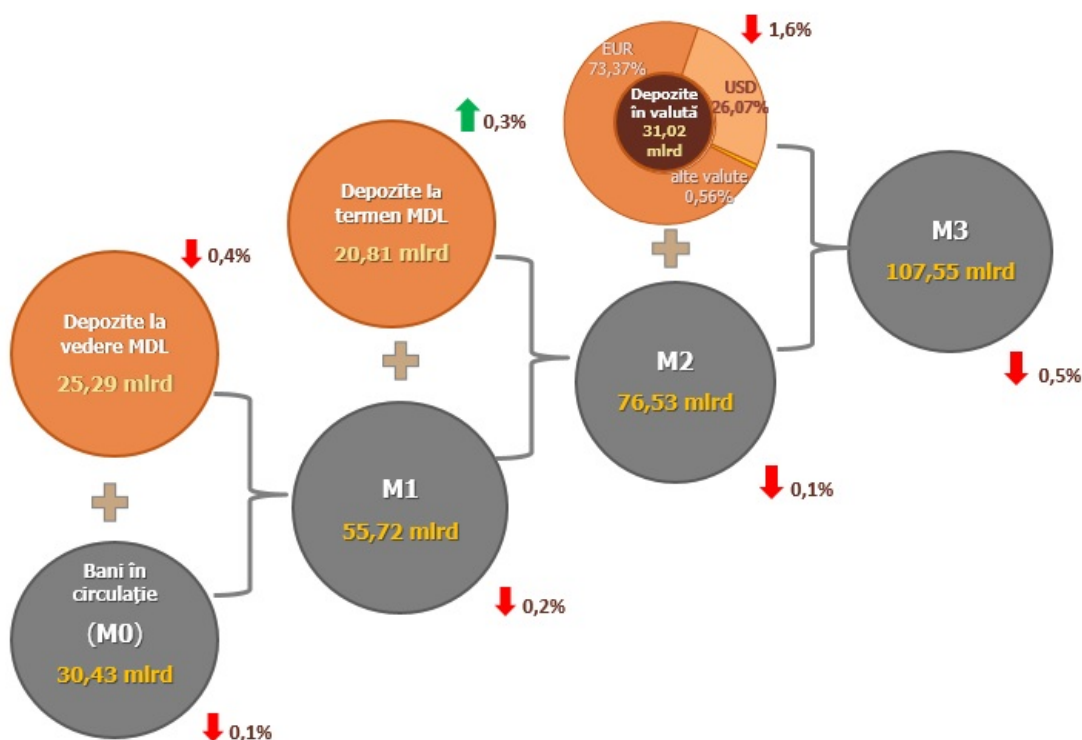 1,6%
EUR
73,37%
USD
26,07%
Depozite
în valută
31,02
mlrd
alte valute
0,56%
0,3%
Depozite la
termen MDL
20,81 mlrd
M3
107,55 mlrd
0,5%
0,4%
Depozite la
vedere MDL
25,29 mlrd
M2
76,53 mlrd
0,1%
M1
55,72 mlrd
0,2%
Bani în
circulație
(M0)
30,43 mlrd
0,1%